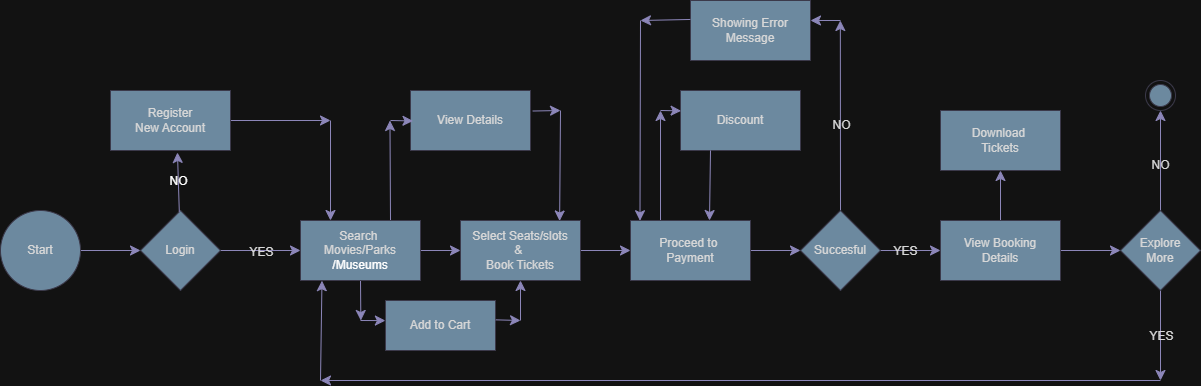 Showing Error
Message
Register
New Account
View Details
Discount
NO
Download
Tickets
NO
NO
Start
Login
YES
Search
Movies/Parks
/Museums
Select Seats/slots
&
Book Tickets
Proceed to
Payment
Succesful
YES
View Booking
Details
Explore
More
Add to Cart
YES